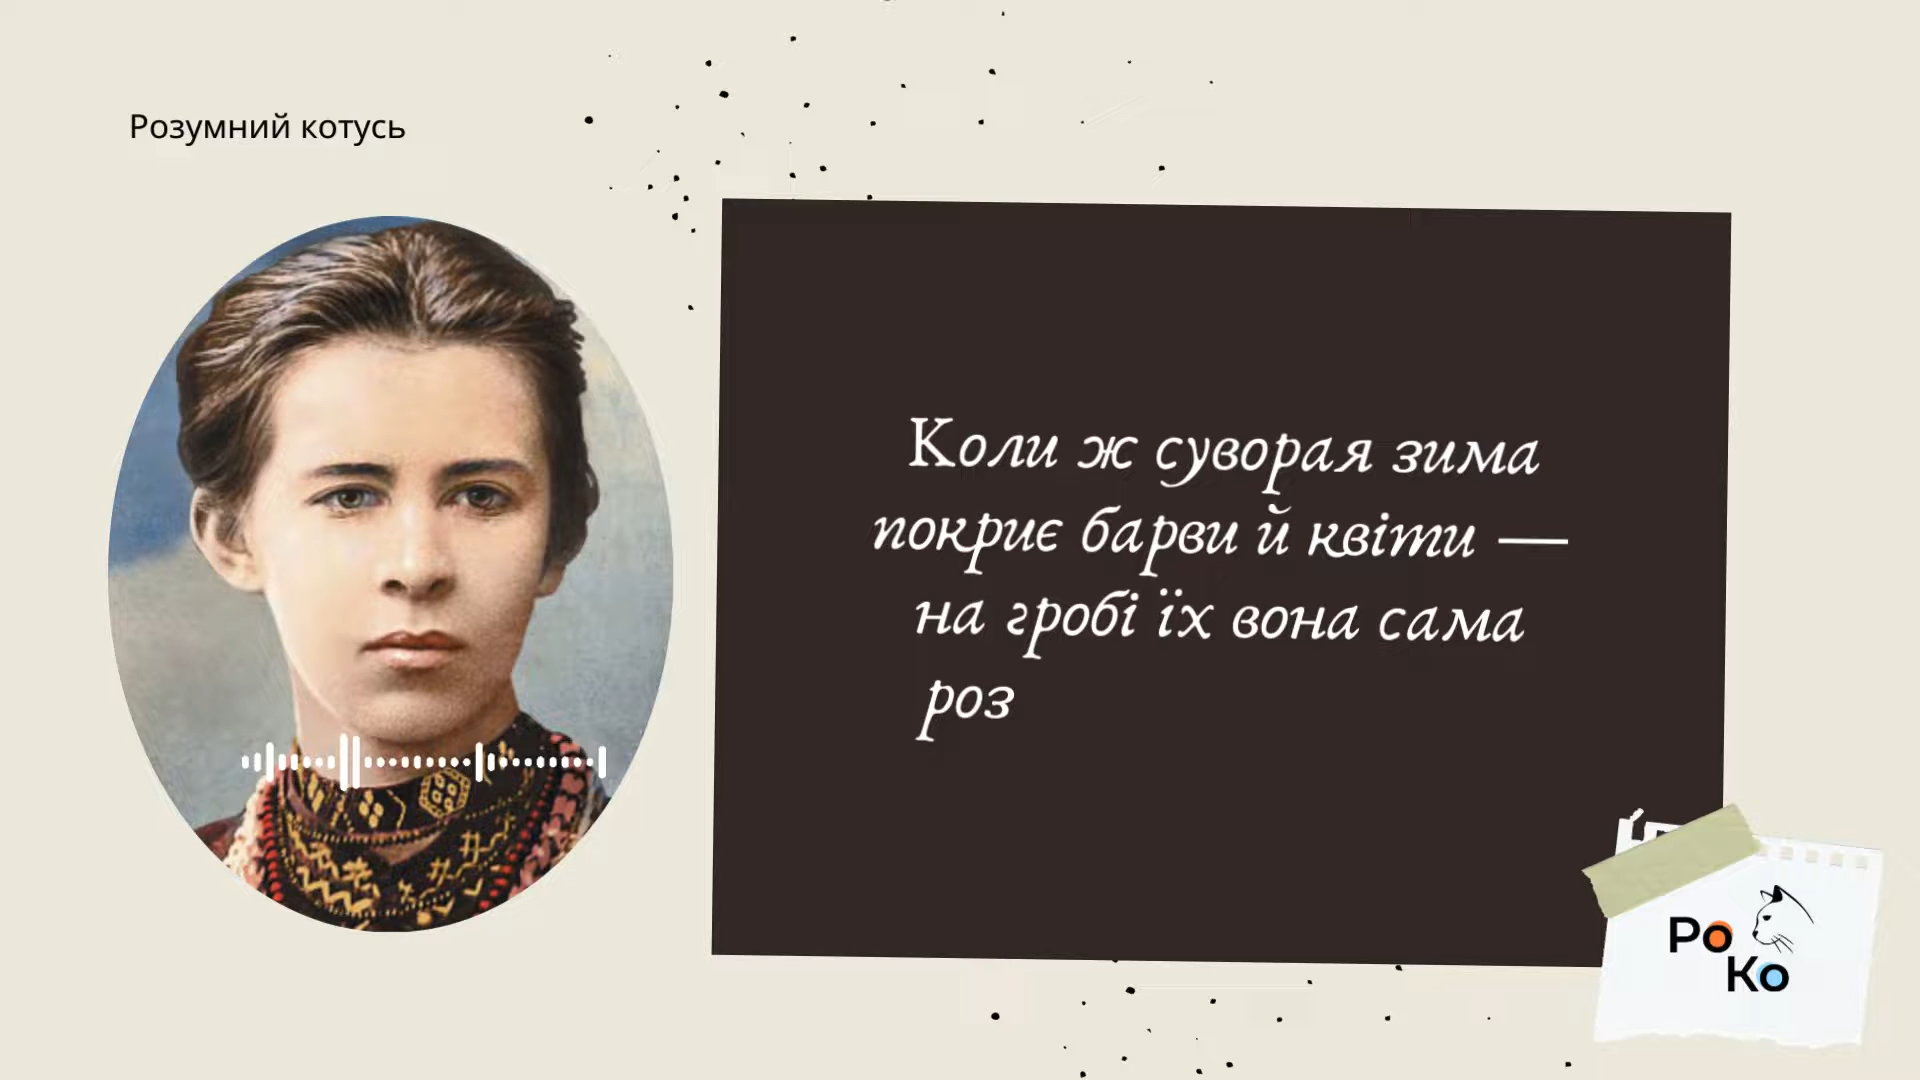 Розумний котусь
Коли ж суворая зима
покриє барви й квіти —
на гробі їх вона сама
роз
Ро
Ко